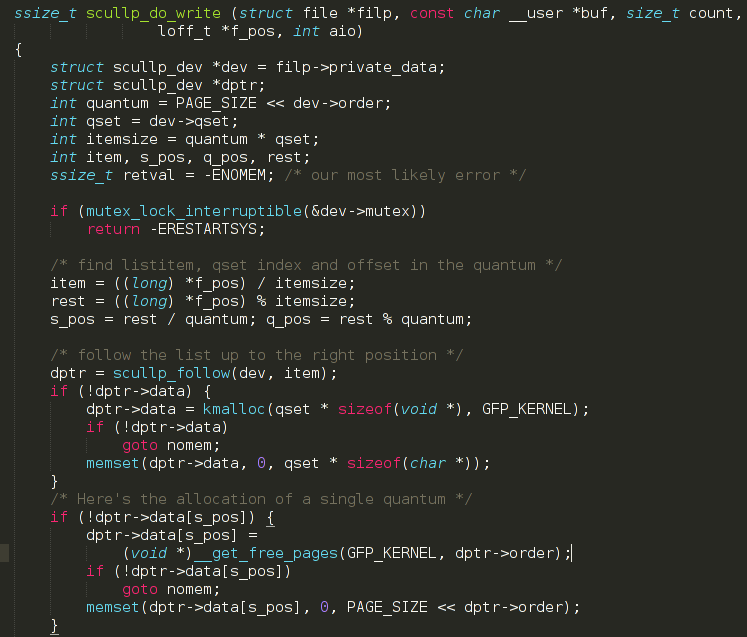 ssize_t scullp_do_write (struct file *filp, const char __user *buf, size_t count,
                loff_t *f_pos, int aio)
{
    struct scullp_dev *dev = filp->private_data;
    struct scullp_dev *dptr;
    int quantum = PAGE_SIZE << dev->order;
    int qset = dev->qset;
    int itemsize = quantum * qset;
    int item, s_pos, q_pos, rest;
    ssize_t retval = -ENOMEM; /* our most likely error */

    if (mutex_lock_interruptible(&dev->mutex))
        return -ERESTARTSYS;

    /* find listitem, qset index and offset in the quantum */
    item = ((long) *f_pos) / itemsize;
    rest = ((long) *f_pos) % itemsize;
    s_pos = rest / quantum; q_pos = rest % quantum;

    /* follow the list up to the right position */
    dptr = scullp_follow(dev, item);
    if (!dptr->data) {
        dptr->data = kmalloc(qset * sizeof(void *), GFP_KERNEL);
        if (!dptr->data)
            goto nomem;
        memset(dptr->data, 0, qset * sizeof(char *));
    }
    /* Here's the allocation of a single quantum */
    if (!dptr->data[s_pos]) {
        dptr->data[s_pos] =
            (void *)__get_free_pages(GFP_KERNEL, dptr->order);
        if (!dptr->data[s_pos])
            goto nomem;
        memset(dptr->data[s_pos], 0, PAGE_SIZE << dptr->order);
    }